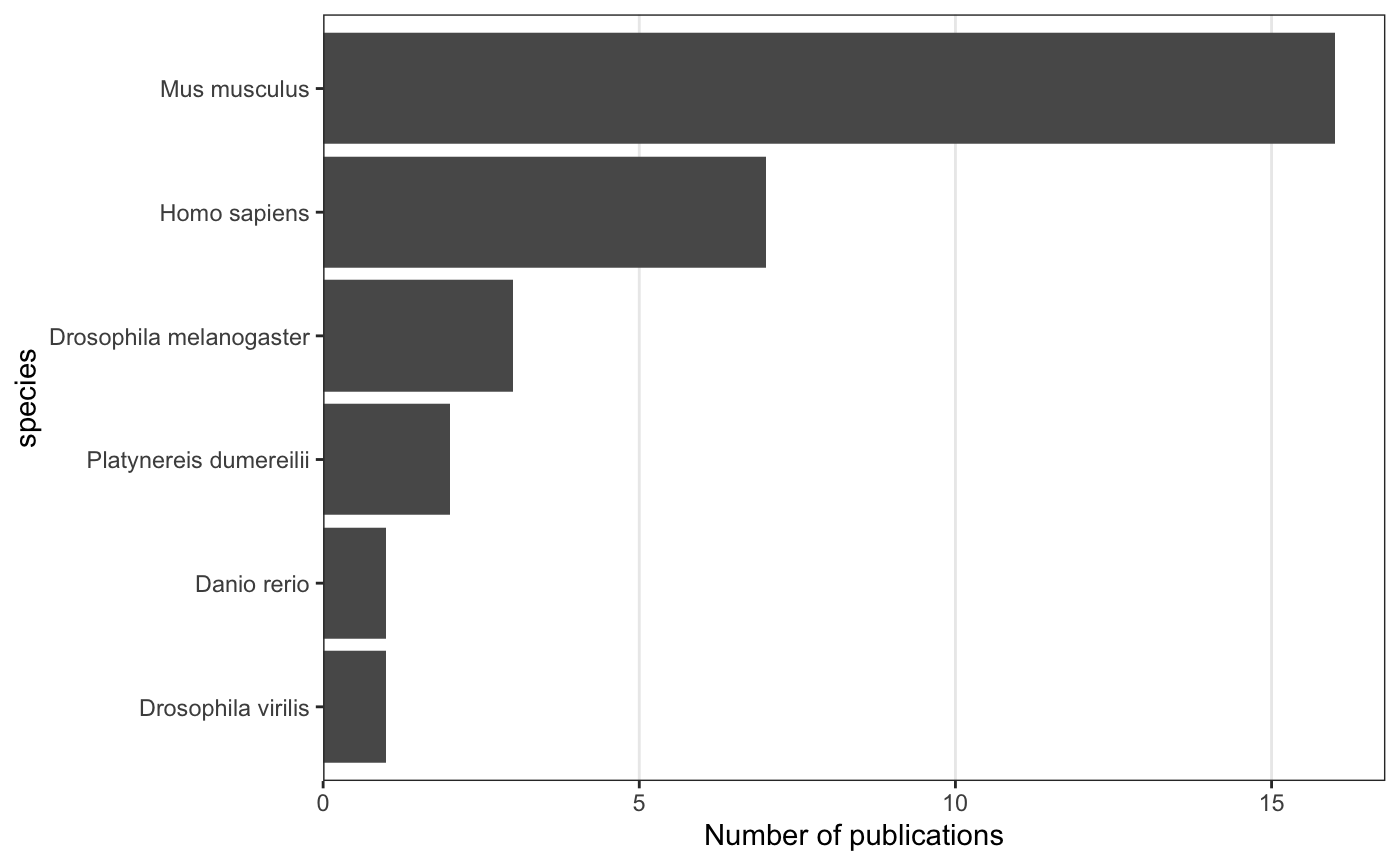 Mus musculus
Homo sapiens
Drosophila melanogaster
Platynereis dumereilii
Danio rerio
Drosophila virilis
species
0 5 10 15
Number of publications